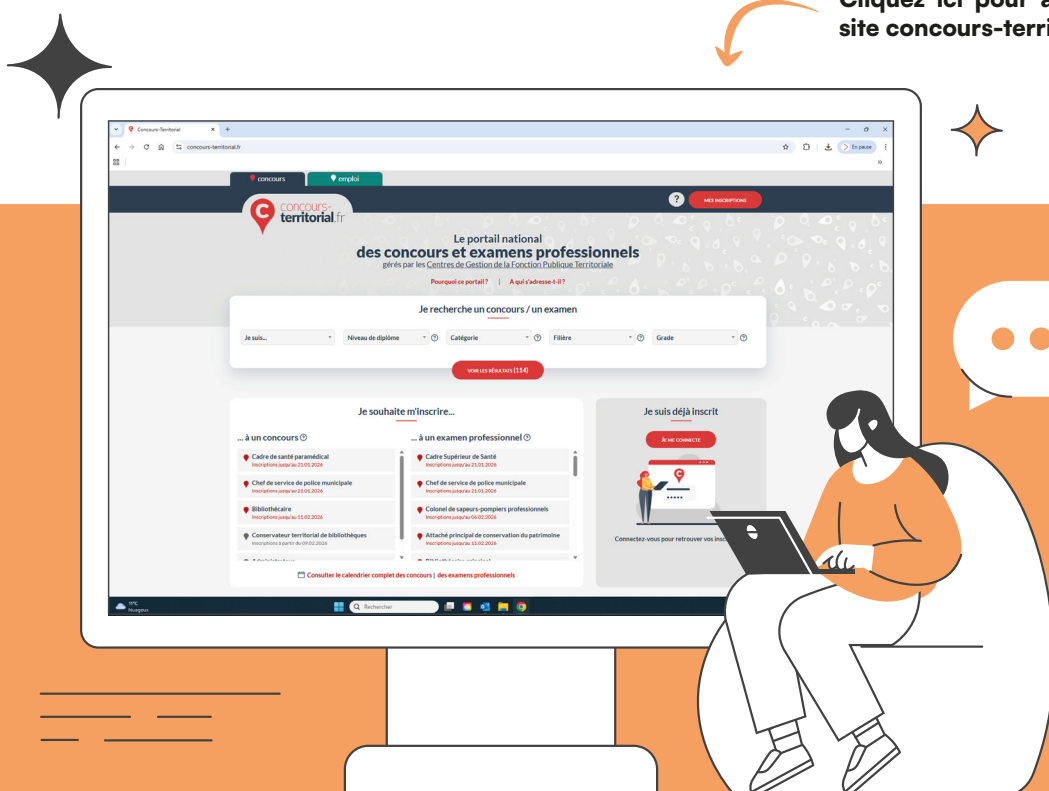 Cliquez ici pour a
site concours-terri
Concours-Territorial
concours-territorial.fr
En pause
concours
emploi
concours-
territorial.fr
? MES INSCRIPTIONS
Le portail national
des concours et examens professionnels
gérés par les Centres de Gestion de la Fonction Publique Territoriale
Pourquoi ce portail ? | A qui s'adresse-t-il ?
Je recherche un concours / un examen
Je suis... Niveau de diplôme Catégorie Filière Grade
VOIR LES RÉSULTATS (114)
Je souhaite m'inscrire...
... à un concours
Cadre de santé paramédical
Inscriptions jusqu'au 21.01.2026
Chef de service de police municipale
Inscriptions jusqu'au 21.01.2026
Bibliothécaire
Inscriptions jusqu'au 11.02.2026
Conservateur territorial de bibliothèques
Inscriptions à partir du 09.02.2026
... à un examen professionnel
Cadre Supérieur de Santé
Inscriptions jusqu'au 21.01.2026
Chef de service de police municipale
Inscriptions jusqu'au 21.01.2026
Colonel de sapeurs-pompiers professionnels
Inscriptions jusqu'au 06.02.2026
Attaché principal de conservation du patrimoine
Inscriptions jusqu'au 11.02.2026
Consulter le calendrier complet des concours | des examens professionnels
Je suis déjà inscrit
JE ME CONNECTE
Connectez-vous pour retrouver vos insc
11°C
Nuageux
Rechercher